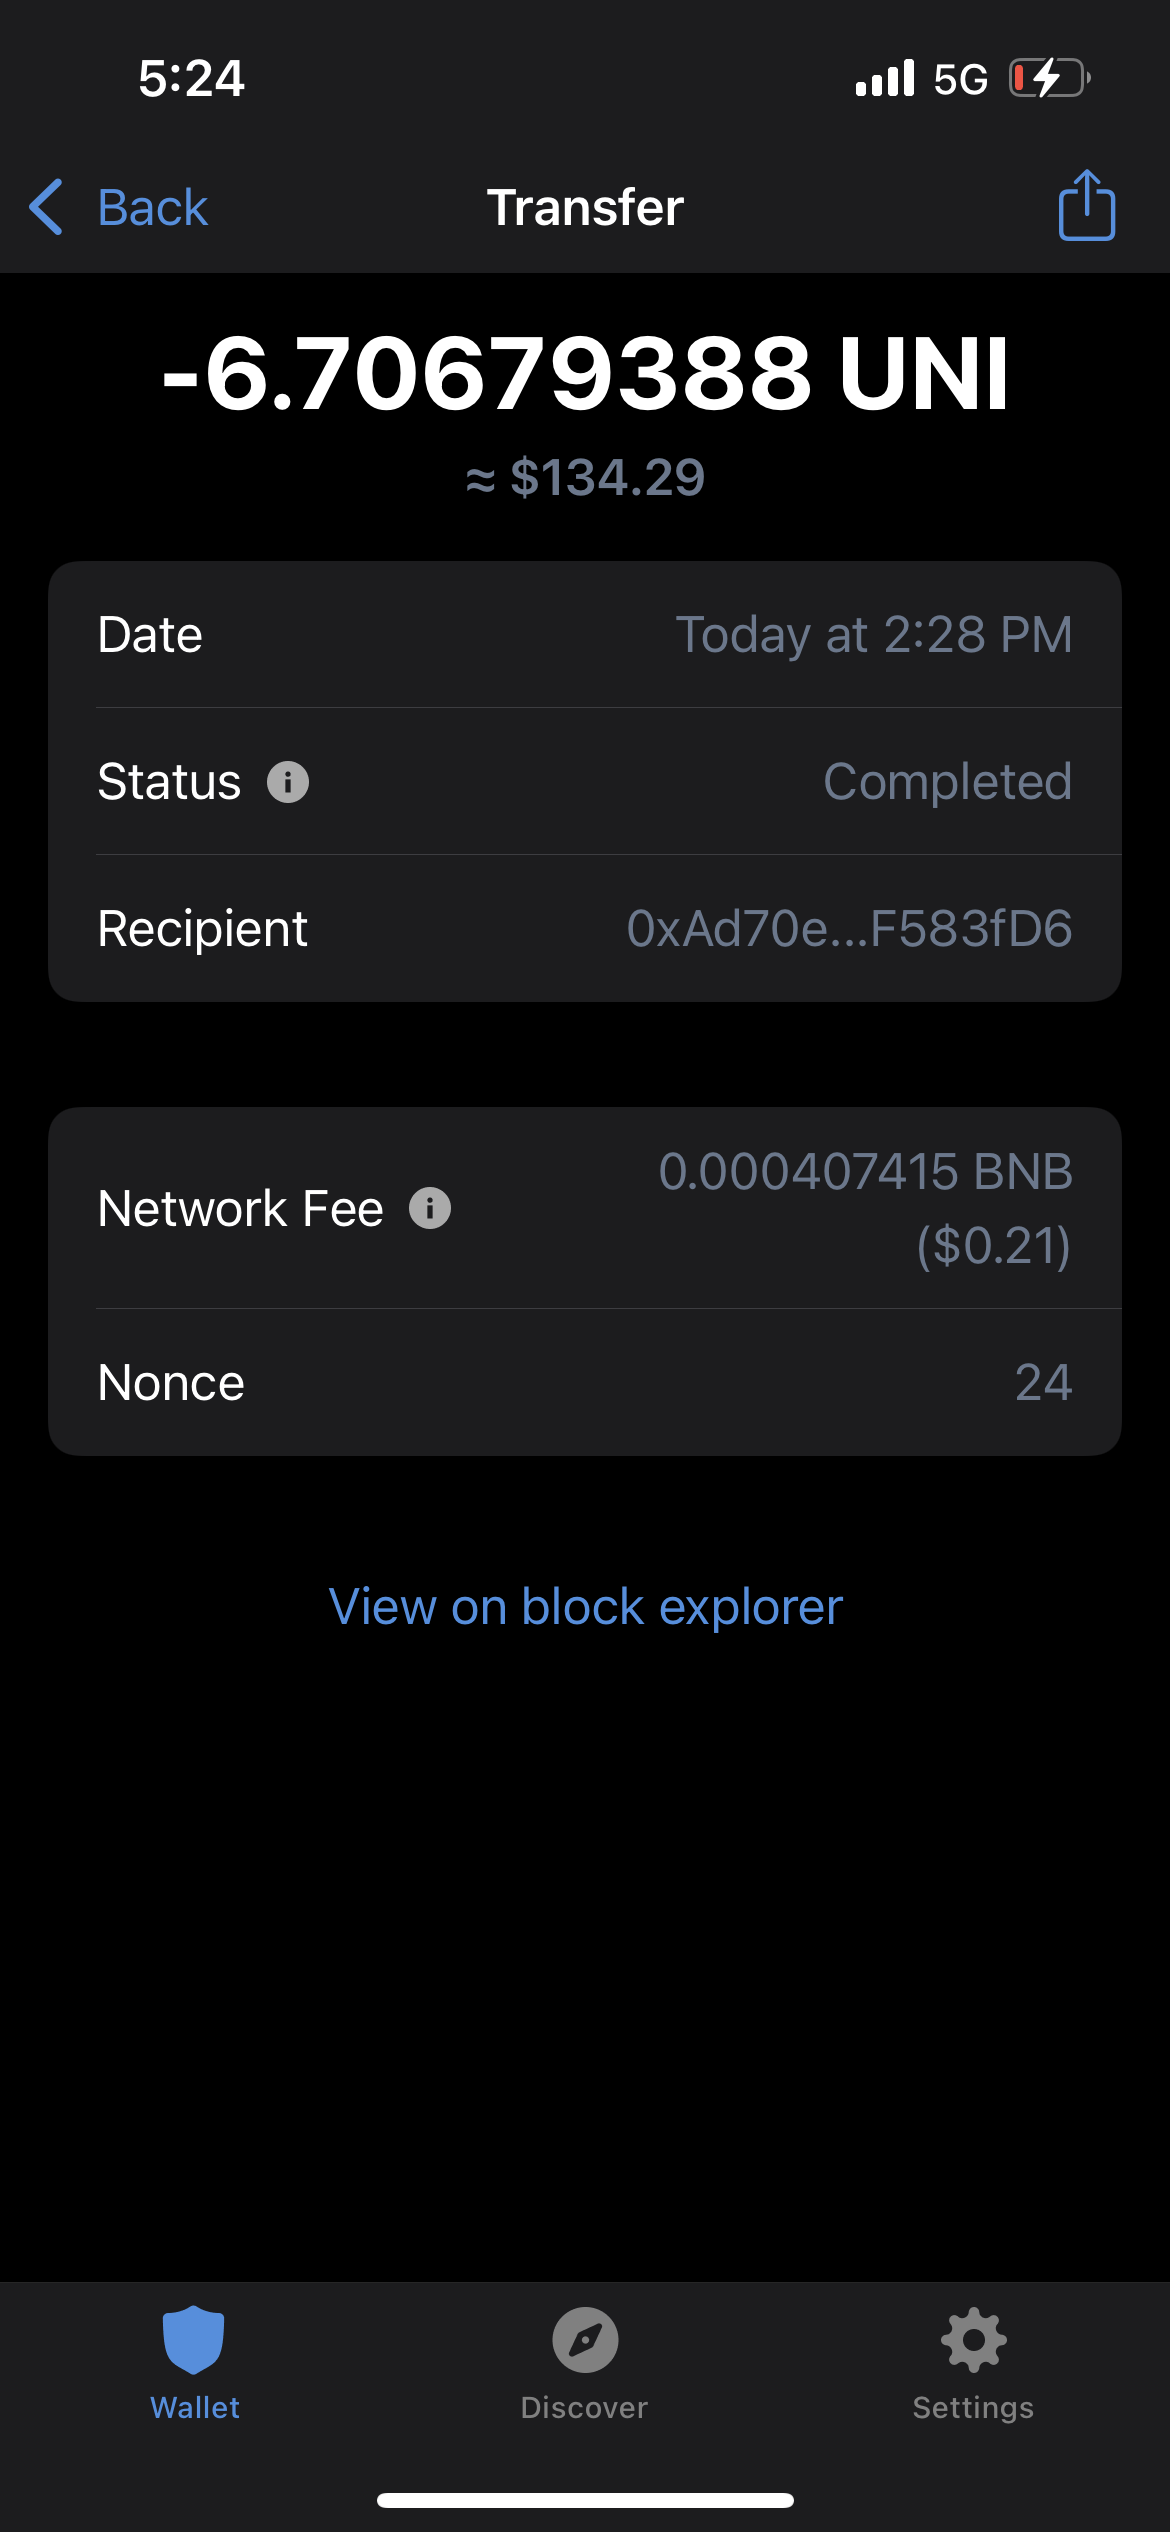 5:24
5G
Back
Transfer
-6.70679388 UNI
≈ $134.29
Date
Today at 2:28 PM
Status
Completed
Recipient
0xAd70e...F583fD6
Network Fee
0.000407415 BNB
($0.21)
Nonce
24
View on block explorer
Wallet
Discover
Settings